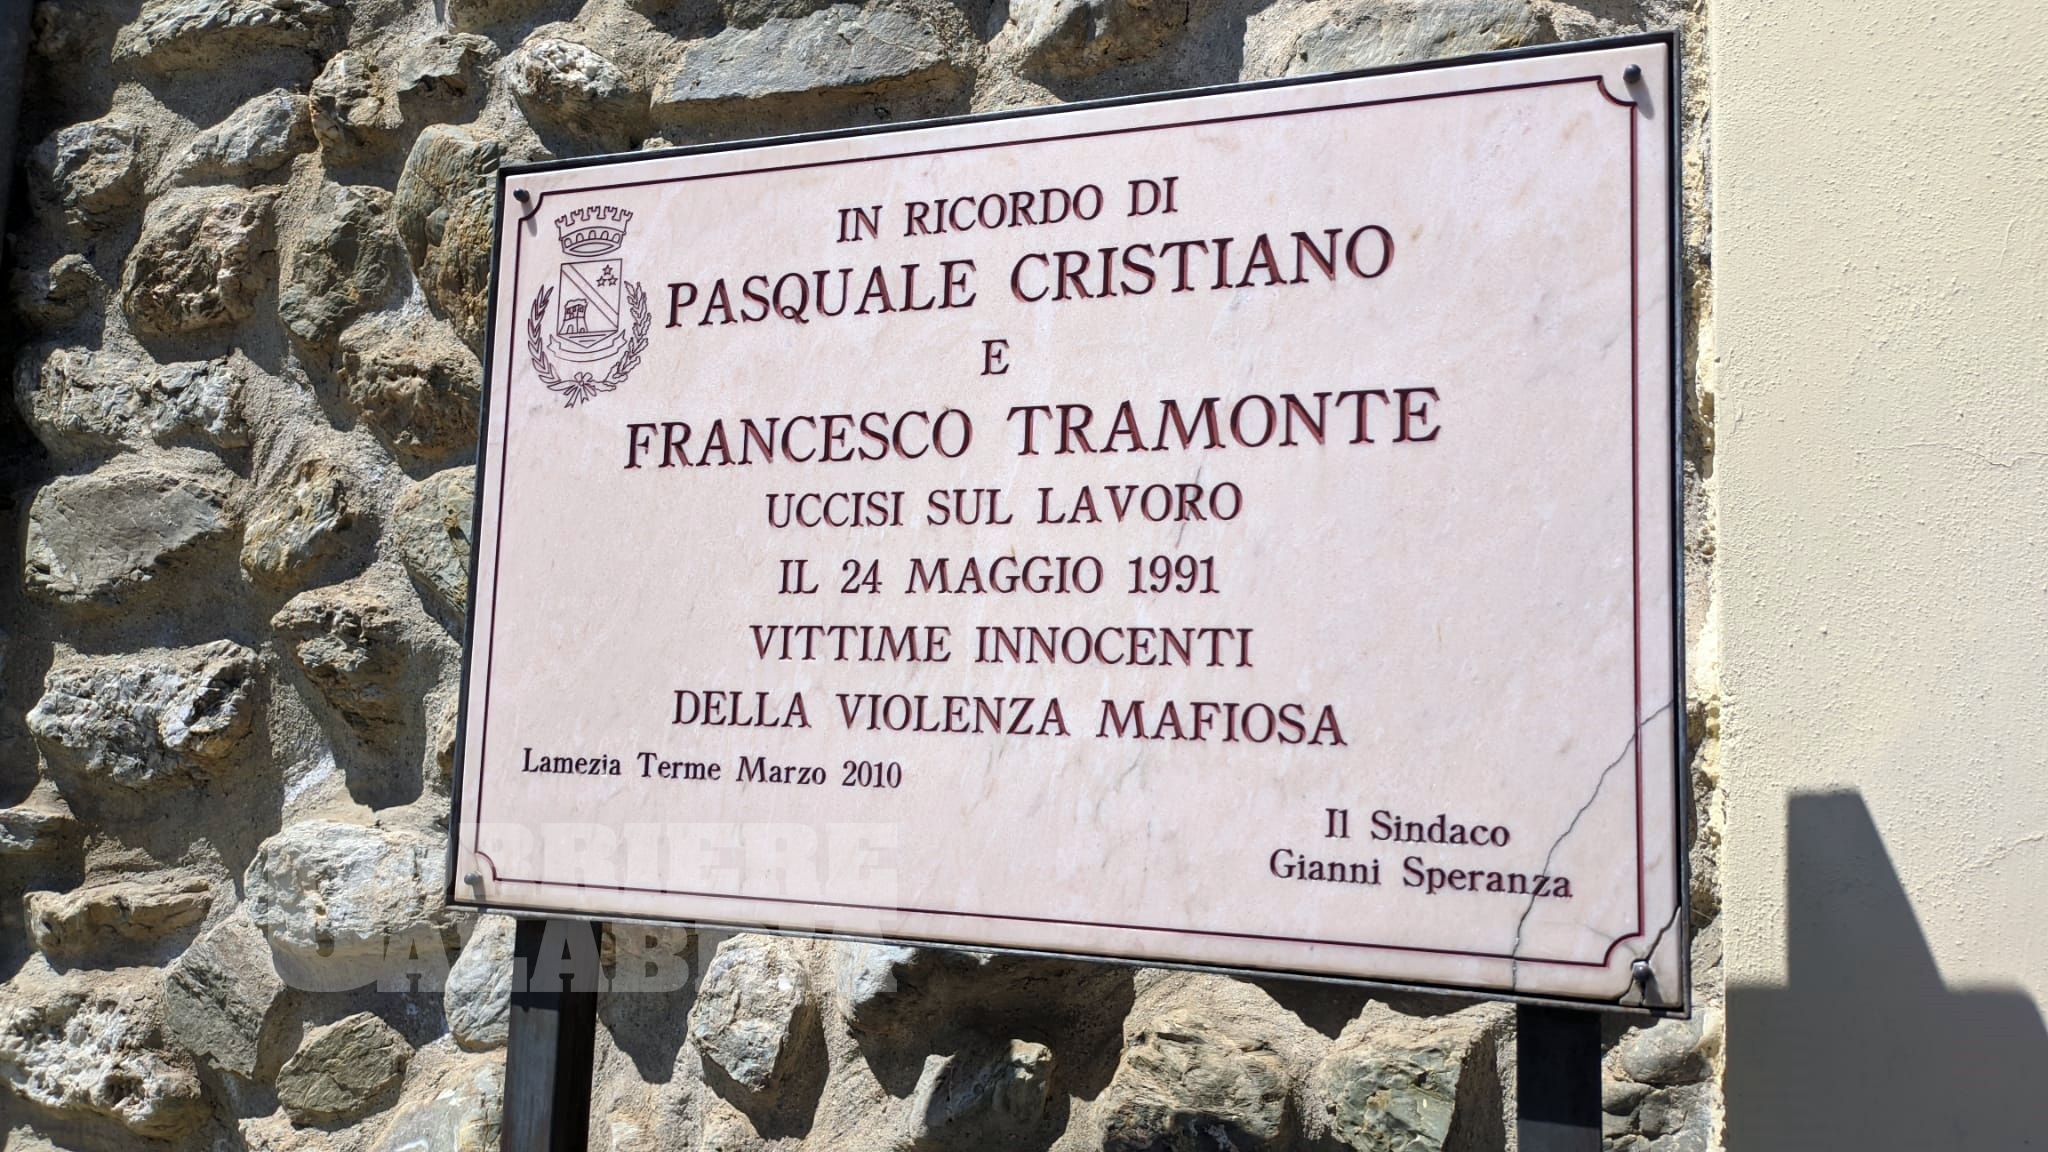 IN RICORDO DI
PASQUALE CRISTIANO
E
FRANCESCO TRAMONTE
UCCISI SUL LAVORO
IL 24 MAGGIO 1991
VITTIME INNOCENTI
DELLA VIOLENZA MAFIOSA
Lamezia Terme Marzo 2010
Il Sindaco
Gianni Speranza